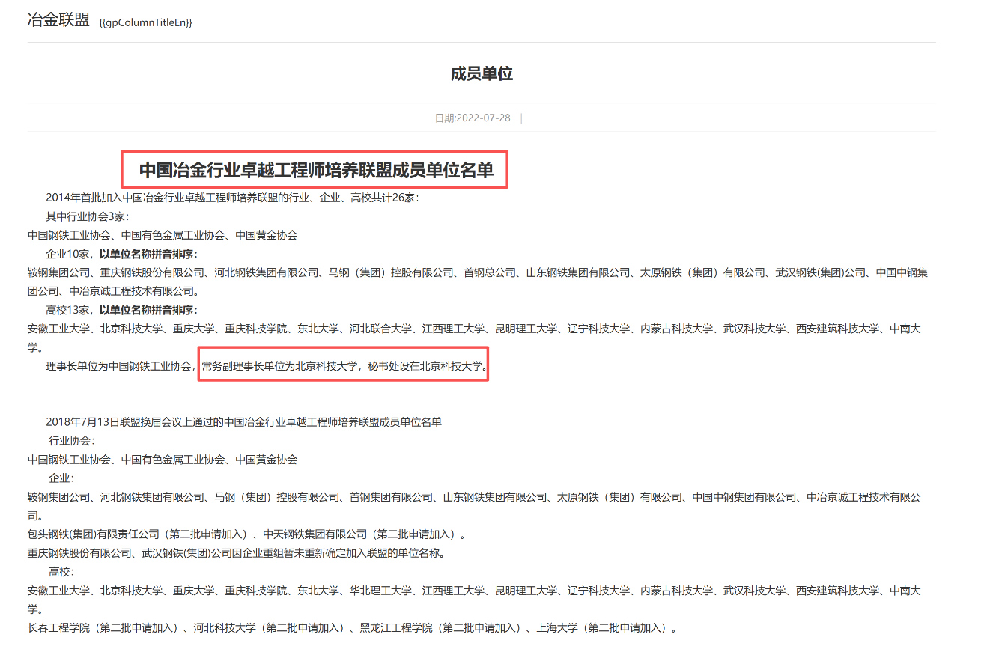 冶金联盟 {{gpColumnTitleEn}}
成员单位
日期:2022-07-28 |
中国冶金行业卓越工程师培养联盟成员单位名单
2014年首批加入中国冶金行业卓越工程师培养联盟的行业、企业、高校共计26家：
其中行业协会3家：
中国钢铁工业协会、中国有色金属工业协会、中国黄金协会
企业10家，以单位名称拼音排序：
鞍钢集团公司、重庆钢铁股份有限公司、河北钢铁集团有限公司、马钢（集团）控股有限公司、首钢总公司、山东钢铁集团有限公司、太原钢铁（集团）有限公司、武汉钢铁(集团)公司、中国中钢集
团公司、中冶京诚工程技术有限公司。
高校13家，以单位名称拼音排序：
安徽工业大学、北京科技大学、重庆大学、重庆科技学院、东北大学、河北联合大学、江西理工大学、昆明理工大学、辽宁科技大学、内蒙古科技大学、武汉科技大学、西安建筑科技大学、中南大
学。
理事长单位为中国钢铁工业协会，常务副理事长单位为北京科技大学，秘书处设在北京科技大学。
2018年7月13日联盟换届会议上通过的中国冶金行业卓越工程师培养联盟成员单位名单
行业协会：
中国钢铁工业协会、中国有色金属工业协会、中国黄金协会
企业：
鞍钢集团公司、河北钢铁集团有限公司、马钢（集团）控股有限公司、首钢集团有限公司、山东钢铁集团有限公司、太原钢铁（集团）有限公司、中国中钢集团有限公司、中冶京诚工程技术有限公
司。
包头钢铁(集团)有限责任公司（第二批申请加入）、中天钢铁集团有限公司（第二批申请加入）。
重庆钢铁股份有限公司、武汉钢铁(集团)公司因企业重组暂未重新确定加入联盟的单位名称。
高校：
安徽工业大学、北京科技大学、重庆大学、重庆科技学院、东北大学、华北理工大学、江西理工大学、昆明理工大学、辽宁科技大学、内蒙古科技大学、武汉科技大学、西安建筑科技大学、中南大
学。
长春工程学院（第二批申请加入）、河北科技大学（第二批申请加入）、黑龙江工程学院（第二批申请加入）、上海大学（第二批申请加入）。